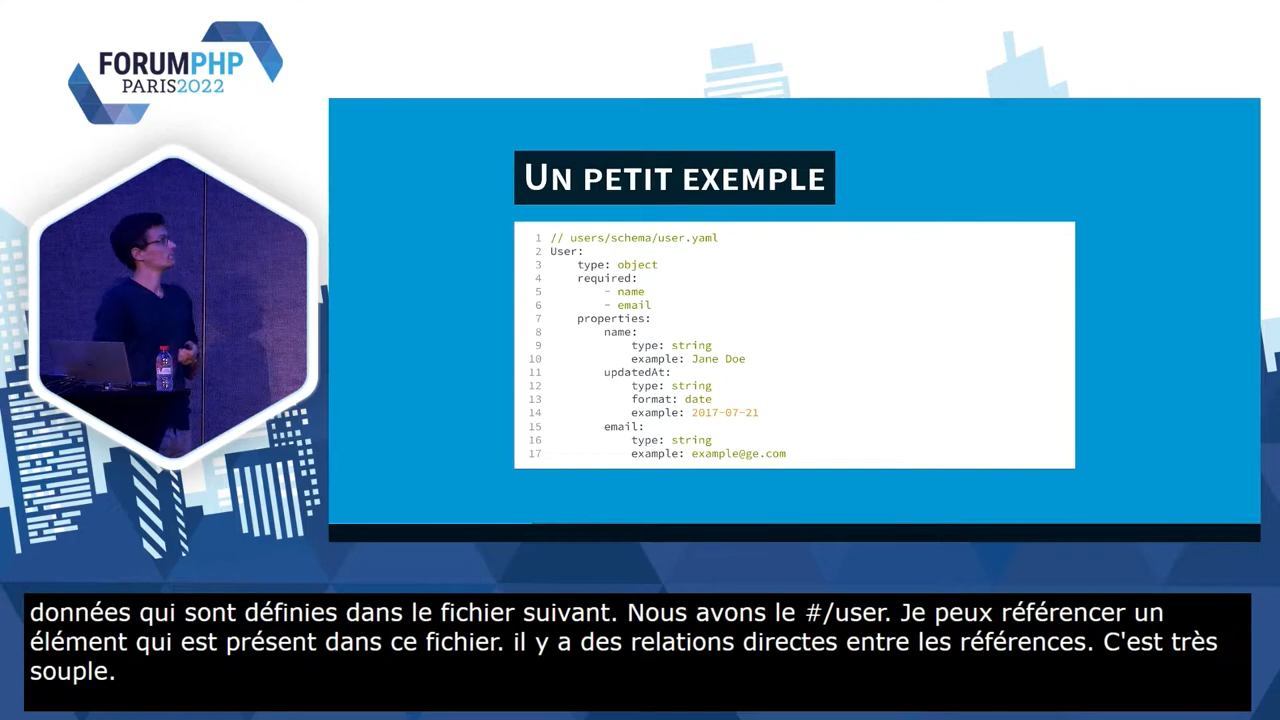 FORUMPHP
PARIS2022
UN PETIT EXEMPLE
1 // users/schema/user.yaml
2 User:
3 type: object
4 required:
5 - name
6 - email
7 properties:
8 name:
9 type: string
10 example: Jane Doe
11 updatedAt:
12 type: string
13 format: date
14 example: 2017-07-21
15 email:
16 type: string
17 example: example@ge.com
données qui sont définies dans le fichier suivant. Nous avons le #/user. Je peux référencer un
élément qui est présent dans ce fichier. il y a des relations directes entre les références. C'est très
souple.